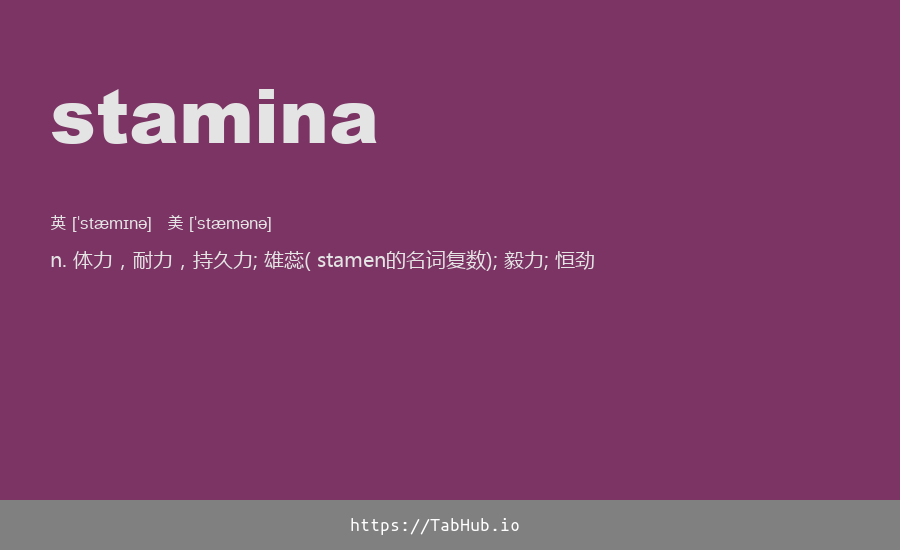 stamina
英 [ˈstæmɪnə] 美 [ˈstæmənə]
n. 体力，耐力，持久力; 雄蕊( stamen的名词复数); 毅力; 恒劲
https://TabHub.io